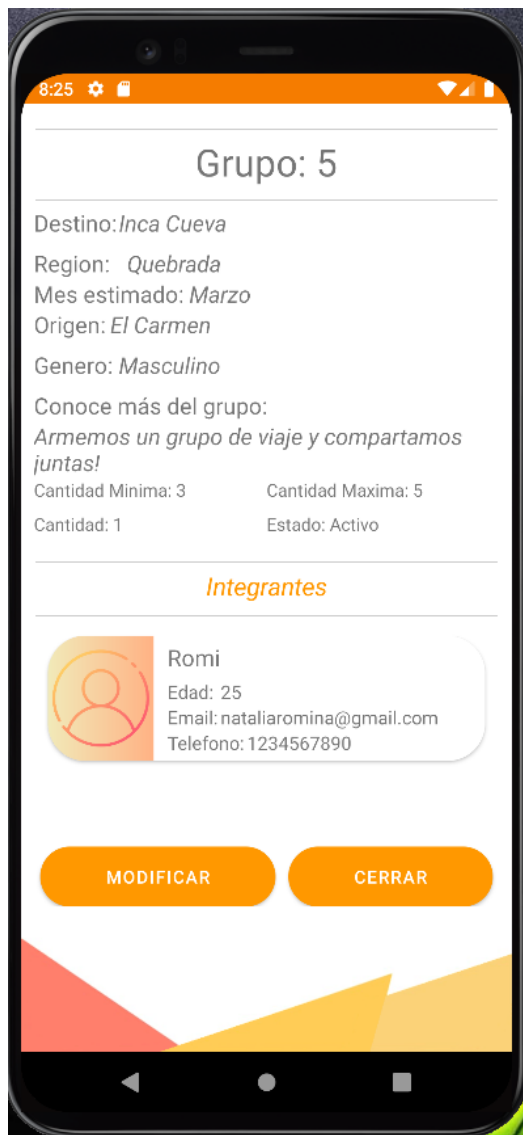 8:25
Grupo: 5
Destino: Inca Cueva
Region: Quebrada
Mes estimado: Marzo
Origen: El Carmen
Genero: Masculino
Conoce más del grupo:
Armemos un grupo de viaje y compartamos
juntas!
Cantidad Minima: 3 Cantidad Maxima: 5
Cantidad: 1 Estado: Activo
Integrantes
Romi
Edad: 25
Email: nataliaromina@gmail.com
Telefono: 1234567890
MODIFICAR CERRAR